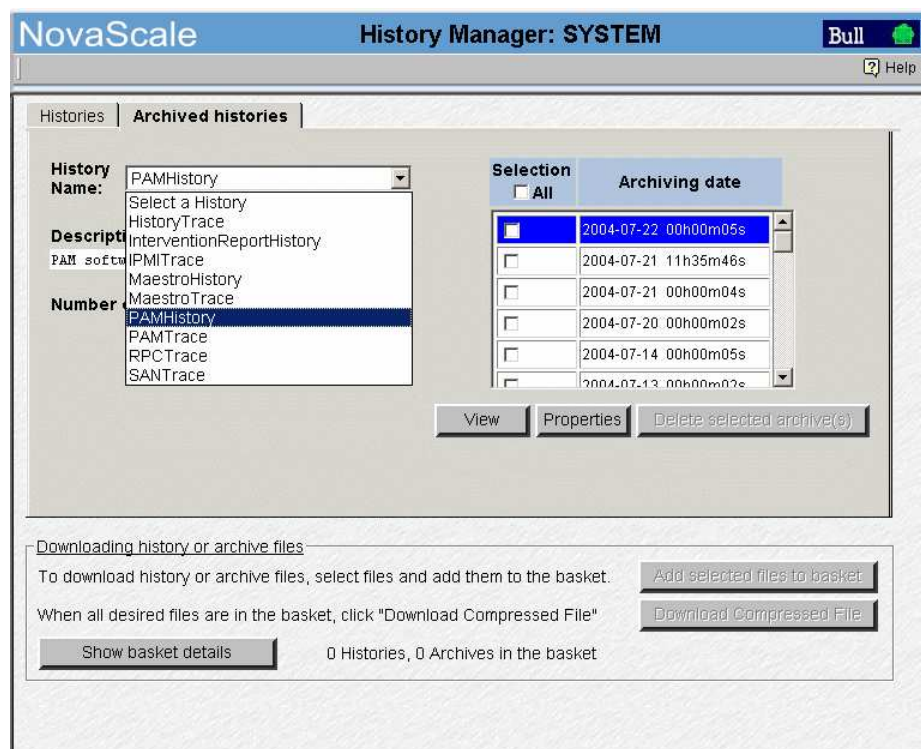 NovaScale
History Manager: SYSTEM
Bull
Help
Histories
Archived histories
History Name:
PAMHistory
Select a History
HistoryTrace
InterventionReportHistory
IPMITrace
MaestroHistory
MaestroTrace
PAMHistory
PAMTrace
RPCTrace
SANTrace
Descripti
PAM softw
Number
Selection
All
Archiving date
2004-07-22 00h00m05s
2004-07-21 11h35m46s
2004-07-21 00h00m04s
2004-07-20 00h00m02s
2004-07-14 00h00m05s
2004-07-13 00h00m02s
View
Properties
Delete selected archive(s)
Downloading history or archive files
To download history or archive files, select files and add them to the basket.
Add selected files to basket
When all desired files are in the basket, click "Download Compressed File"
Download Compressed File
Show basket details
0 Histories, 0 Archives in the basket